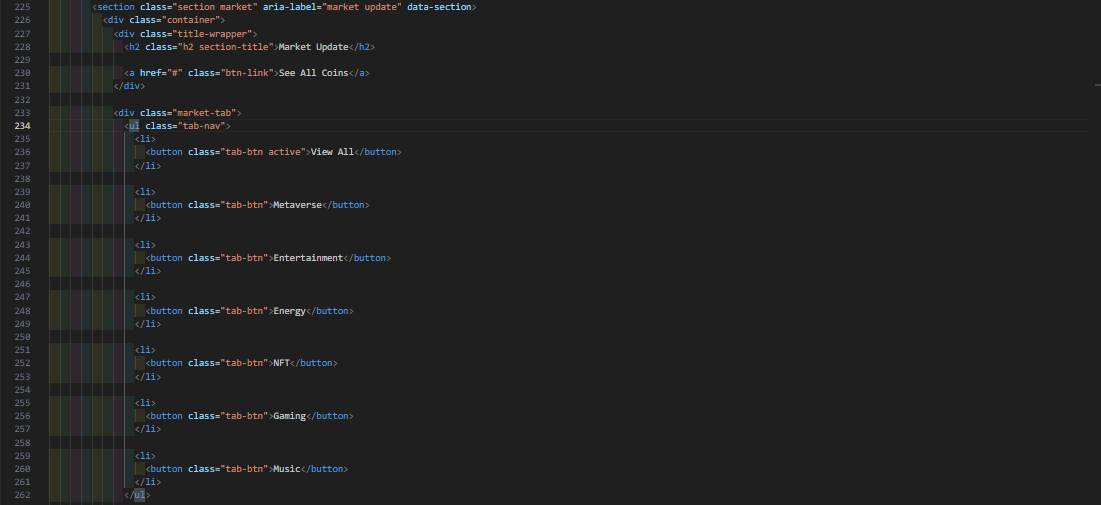 225 <section class="section market" aria-label="market update" data-section>
226 <div class="container">
227 <div class="title-wrapper">
228 <h2 class="h2 section-title">Market Update</h2>
229
230 <a href="#" class="btn-link">See All Coins</a>
231 </div>
232
233 <div class="market-tab">
234 <ul class="tab-nav">
235 <li>
236 <button class="tab-btn active">View All</button>
237 </li>
238
239 <li>
240 <button class="tab-btn">Metaverse</button>
241 </li>
242
243 <li>
244 <button class="tab-btn">Entertainment</button>
245 </li>
246
247 <li>
248 <button class="tab-btn">Energy</button>
249 </li>
250
251 <li>
252 <button class="tab-btn">NFT</button>
253 </li>
254
255 <li>
256 <button class="tab-btn">Gaming</button>
257 </li>
258
259 <li>
260 <button class="tab-btn">Music</button>
261 </li>
262 </ul>